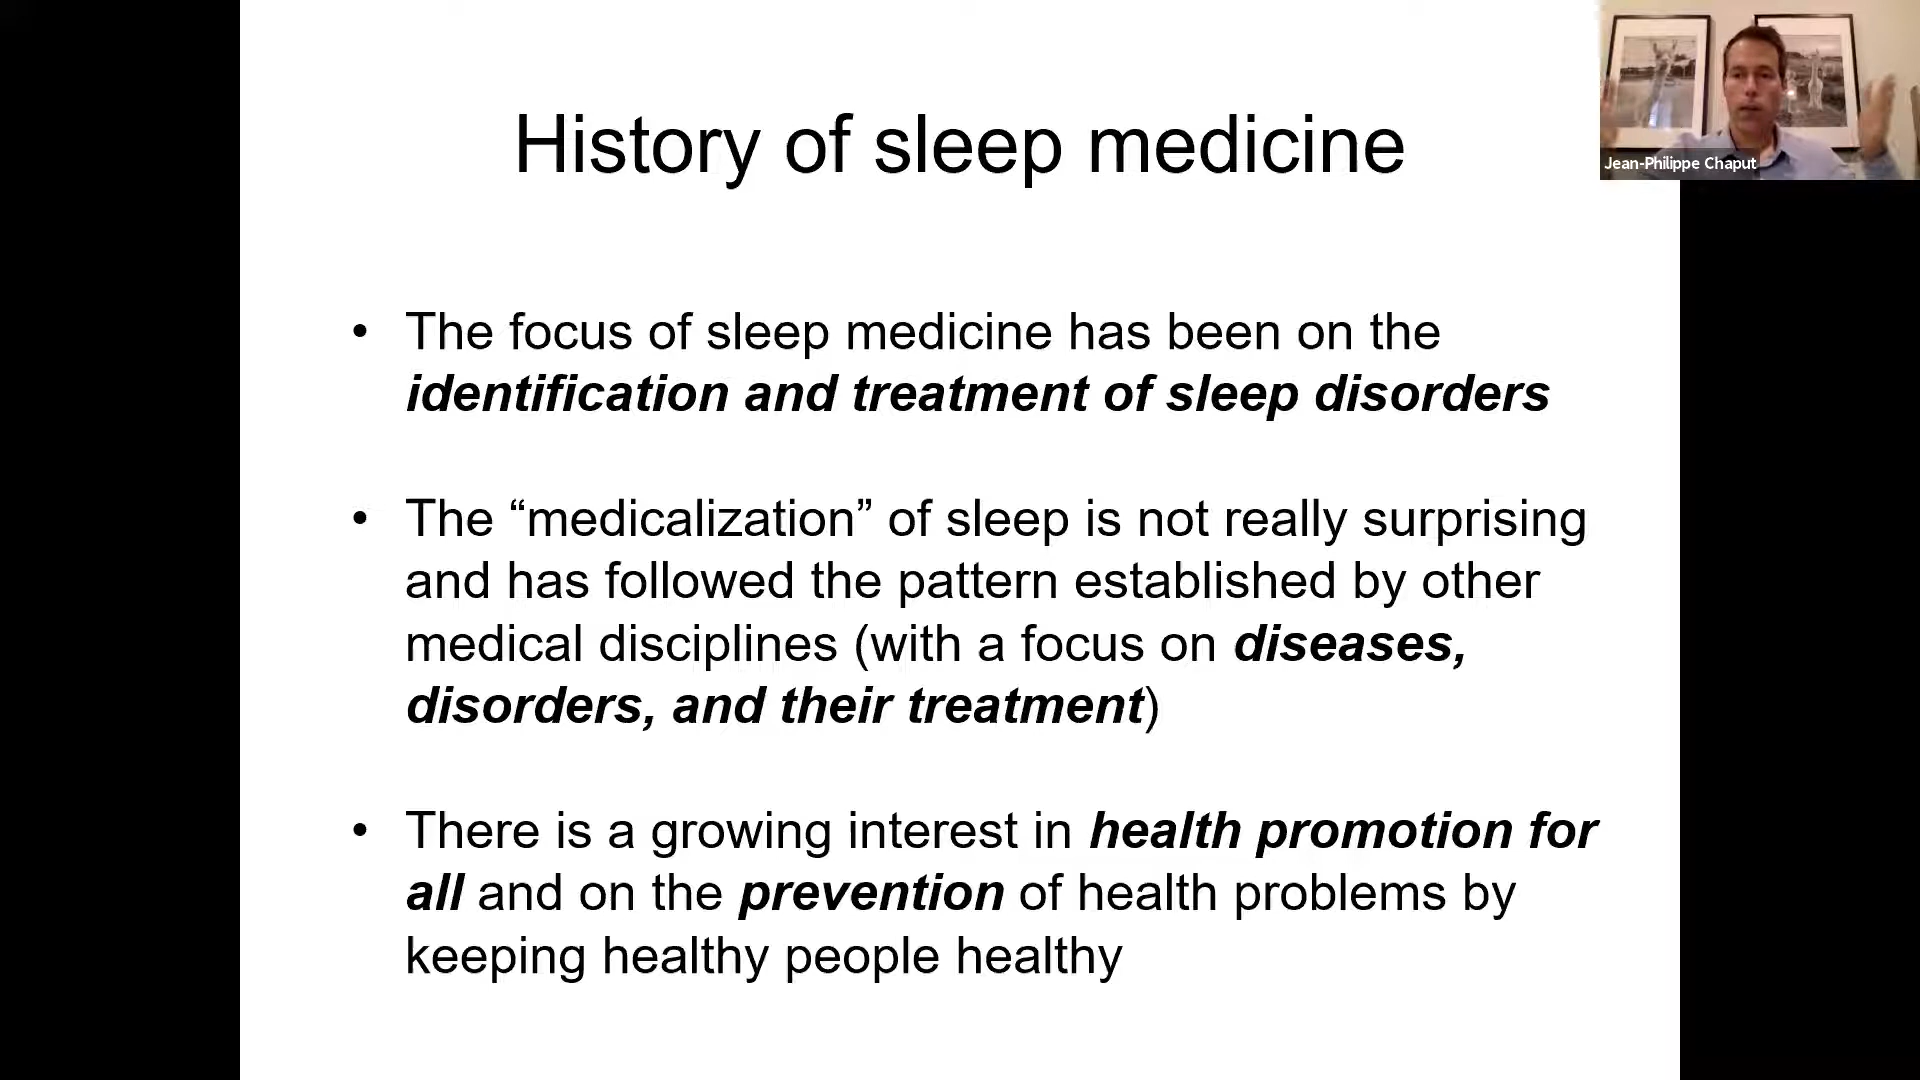 History of sleep medicine
Jean-Philippe Chaput
• The focus of sleep medicine has been on the
identification and treatment of sleep disorders
• The “medicalization” of sleep is not really surprising
and has followed the pattern established by other
medical disciplines (with a focus on diseases,
disorders, and their treatment)
• There is a growing interest in health promotion for
all and on the prevention of health problems by
keeping healthy people healthy